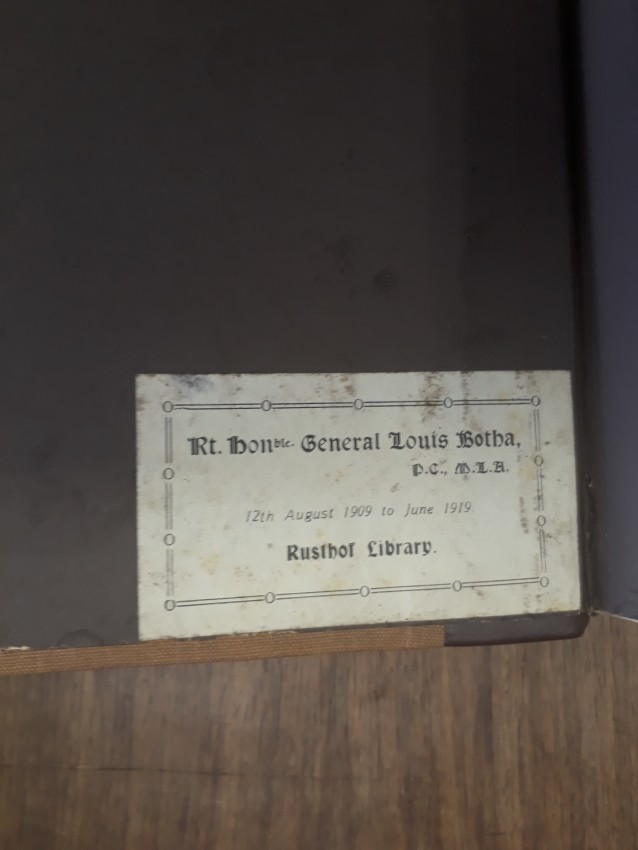 Rt. Honble. General Louis Botha,
P.C., M.L.A.
12th August 1909 to June 1919.
Rusthof Library.